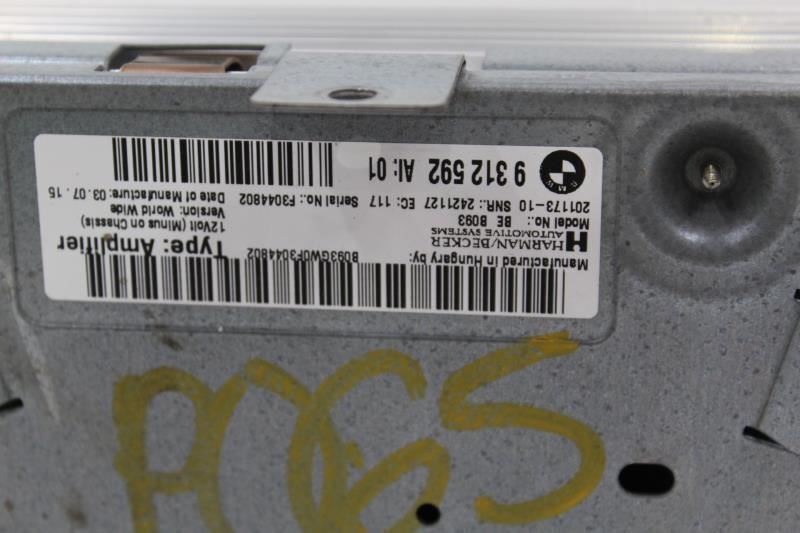 Manufactured in Hungary by:
HARMAN/BECKER
AUTOMOTIVE SYSTEMS
B093GW0F3044802
Type: Amplifier
12Volt (Minus on Chassis)
Version: World Wide
Date of Manufacture: 03.07.15
Model No.: BE B093
201173-10 SNR.: 2421127 EC: 117 Serial No.: F3044802
BMW 9 312 592 AI: 01